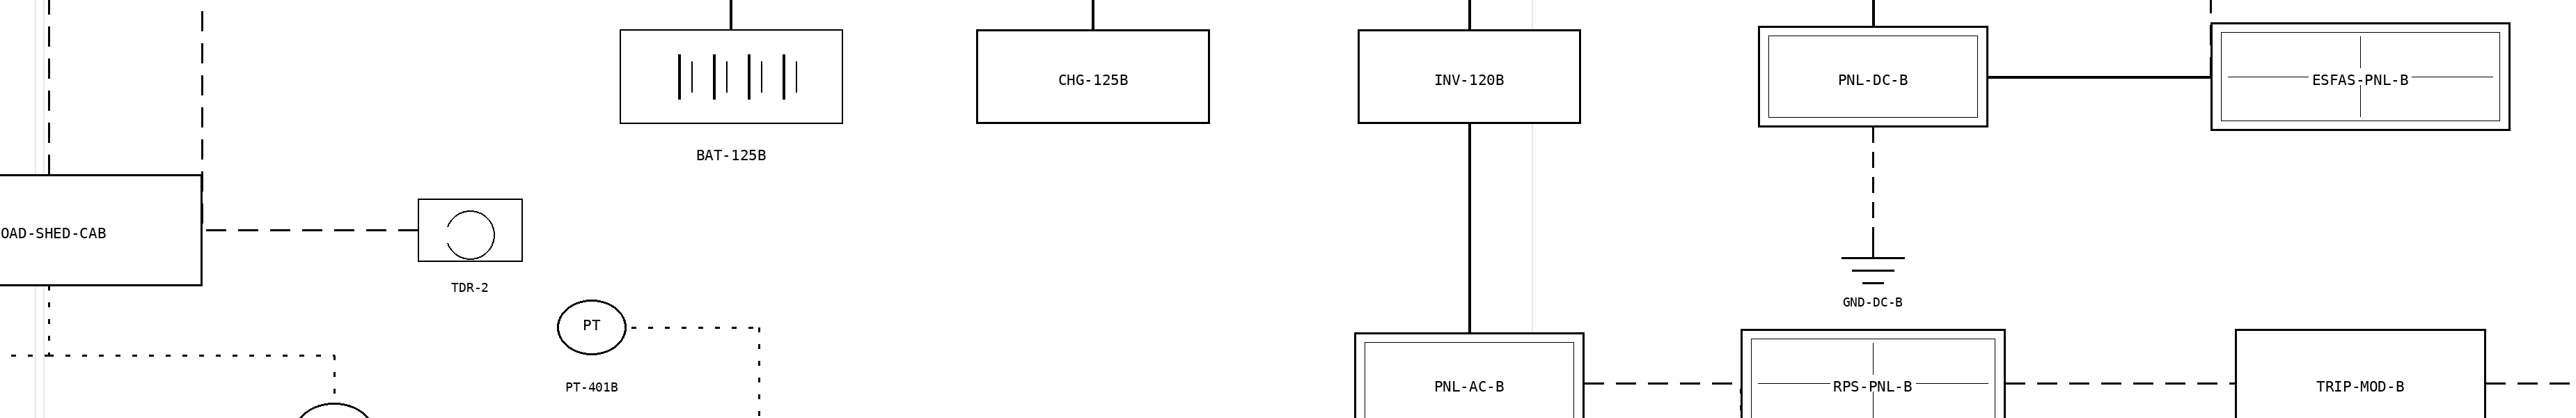 CHG-125B
INV-120B
PNL-DC-B
ESFAS-PNL-B
BAT-125B
OAD-SHED-CAB
TDR-2
GND-DC-B
PT
PT-401B
PNL-AC-B
RPS-PNL-B
TRIP-MOD-B